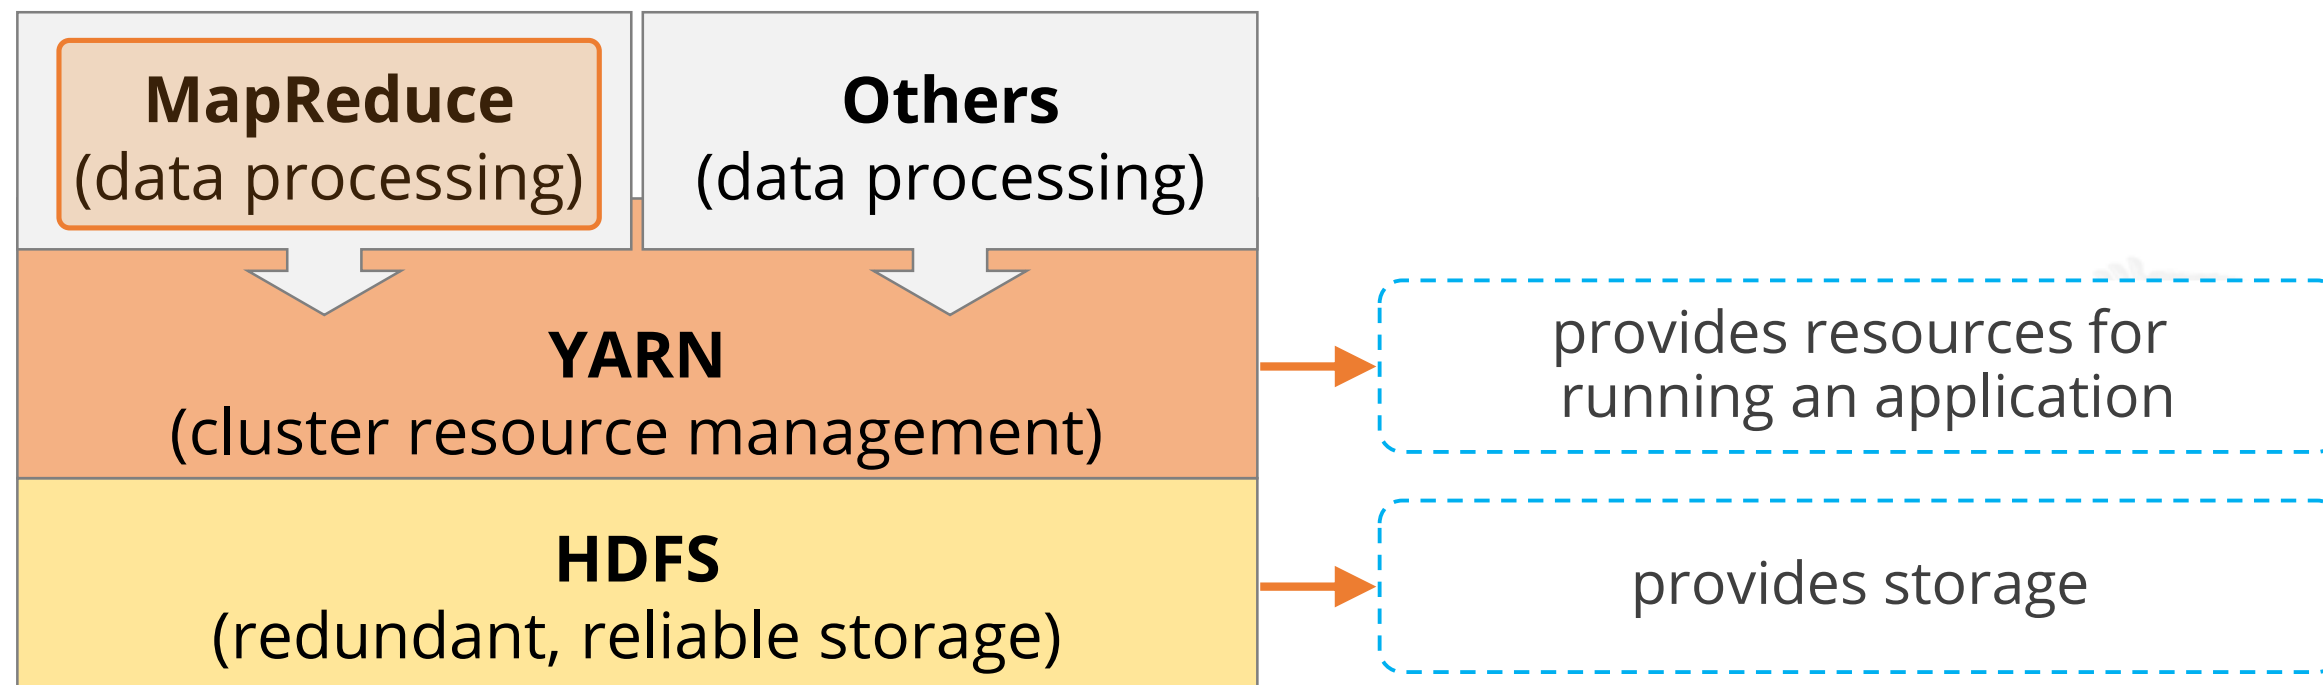 MapReduce
(data processing)
Others
(data processing)
YARN
(cluster resource management)
provides resources for
running an application
HDFS
(redundant, reliable storage)
provides storage